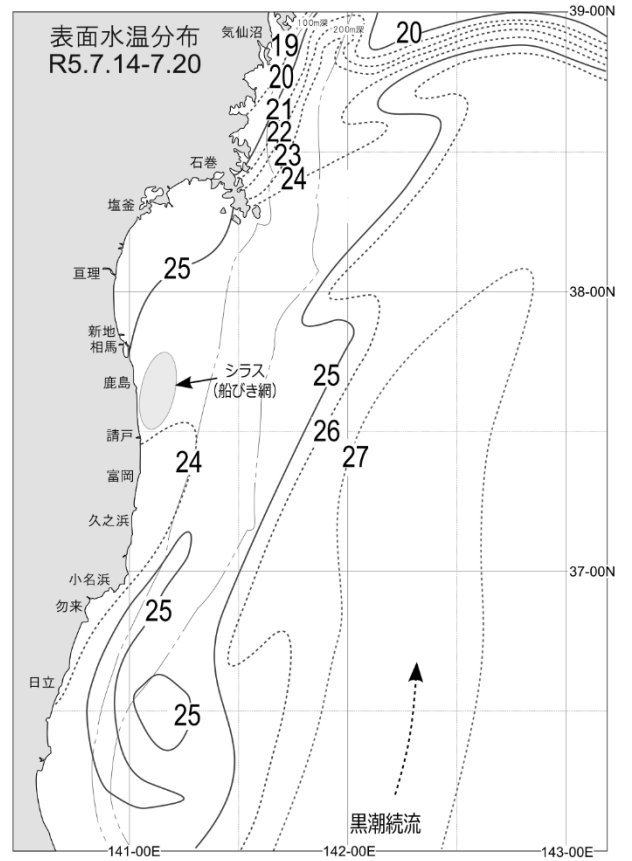 表面水温分布
R5.7.14-7.20
気仙沼
100m深
200m深
39-00N
19
20
20
21
22
23
24
石巻
塩釜
25
亘理
38-00N
新地
相馬
鹿島
シラス
(船びき網)
25
請戸
26
24
27
富岡
久之浜
37-00N
小名浜
勿来
25
日立
25
黒潮続流
141-00E
142-00E
143-00E